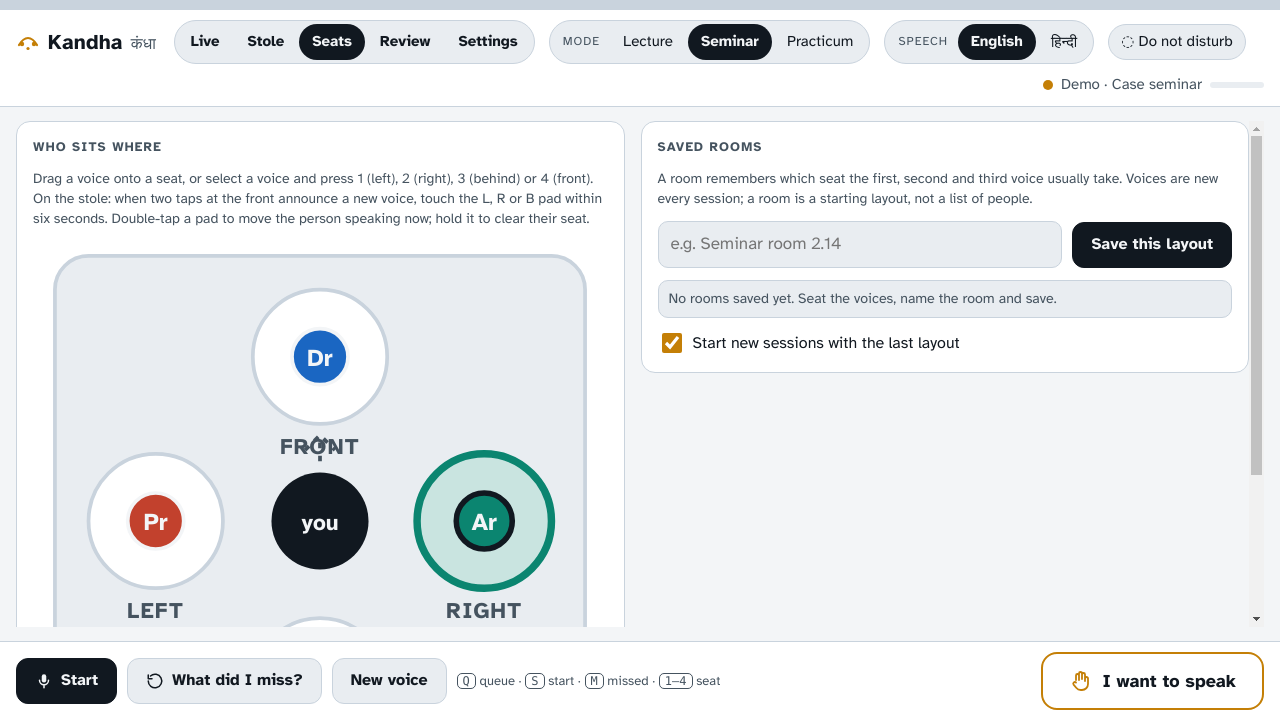 Kandha कंधा
Live Stole Seats Review Settings
MODE Lecture Seminar Practicum
SPEECH English हिन्दी
Do not disturb
Demo · Case seminar
WHO SITS WHERE
Drag a voice onto a seat, or select a voice and press 1 (left), 2 (right), 3 (behind) or 4 (front).
On the stole: when two taps at the front announce a new voice, touch the L, R or B pad within
six seconds. Double-tap a pad to move the person speaking now; hold it to clear their seat.
Dr
FRONT
Pr
you
Ar
LEFT
RIGHT
SAVED ROOMS
A room remembers which seat the first, second and third voice usually take. Voices are new
every session; a room is a starting layout, not a list of people.
e.g. Seminar room 2.14
Save this layout
No rooms saved yet. Seat the voices, name the room and save.
Start new sessions with the last layout
Start
What did I miss?
New voice
Q queue · S start · M missed · 1–4 seat
I want to speak